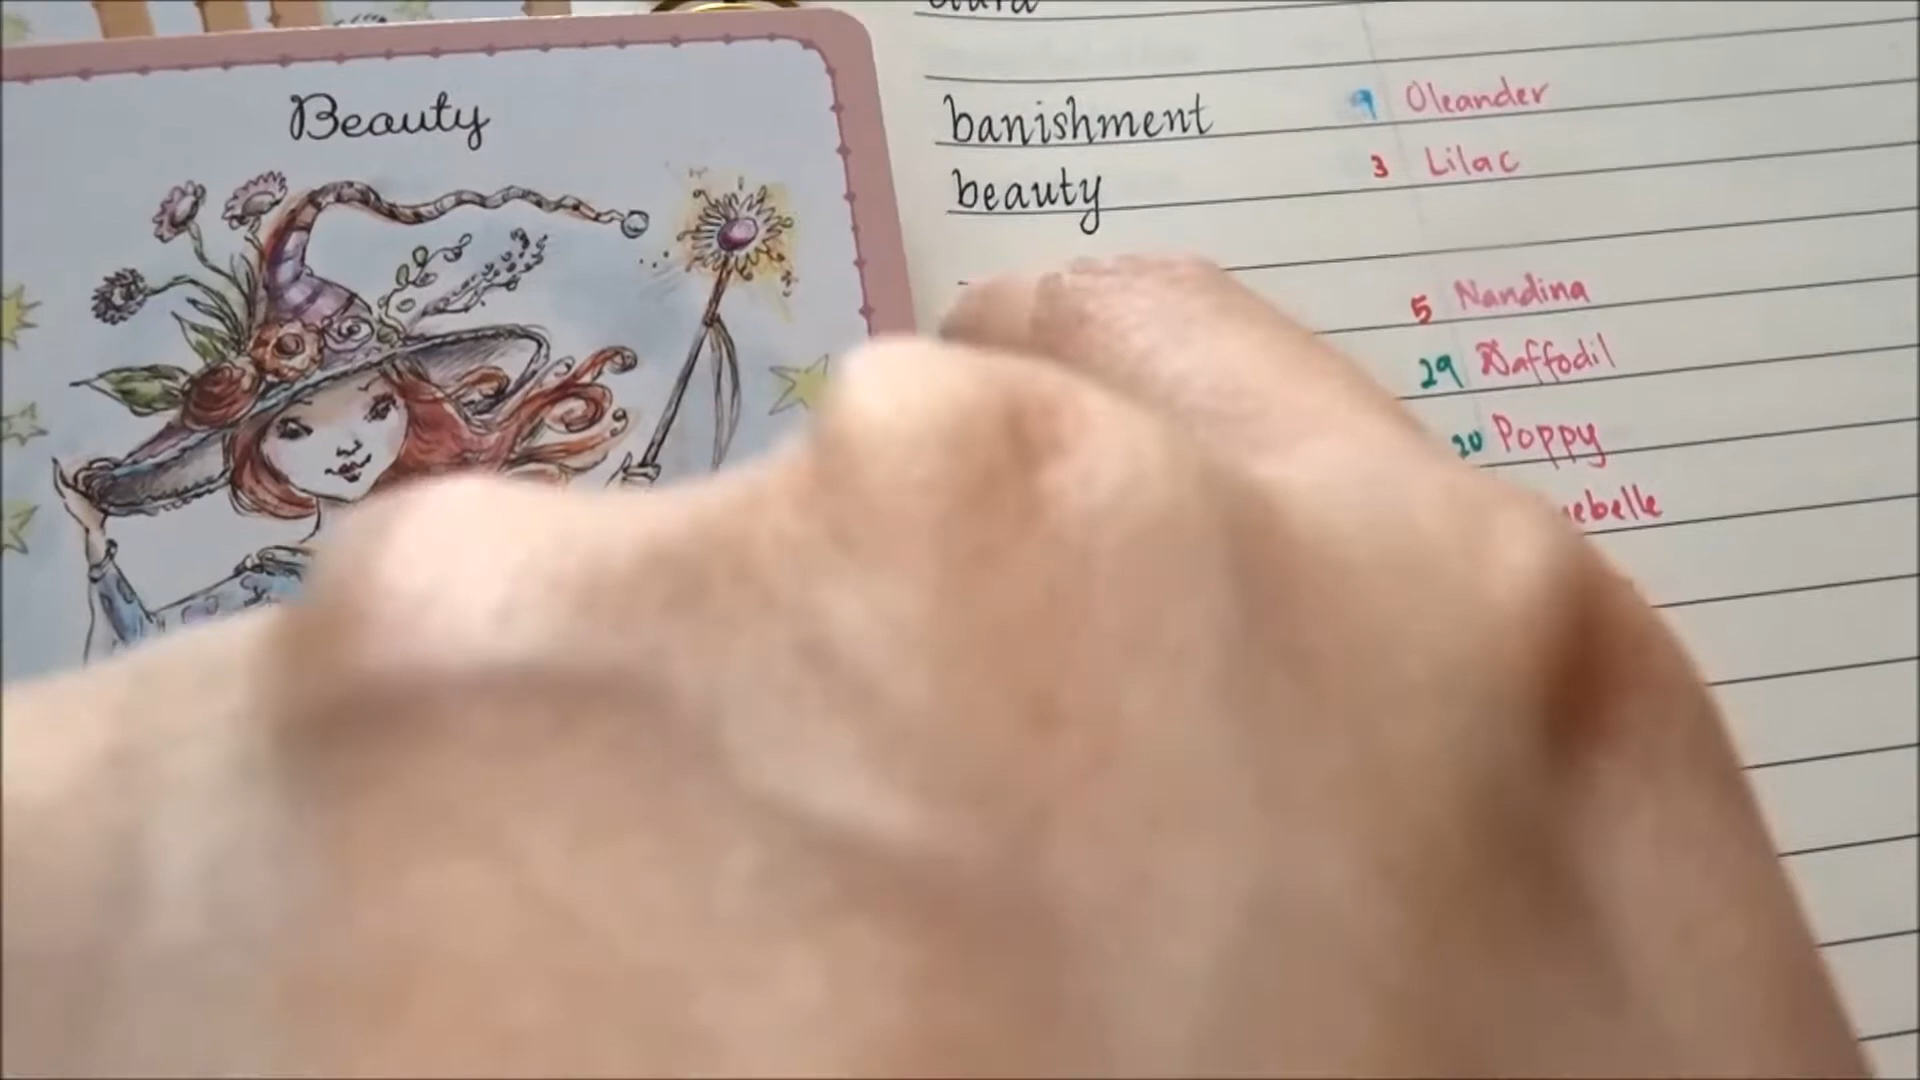 Beauty
banishment 9 Oleander
beauty 3 Lilac
5 Nandina
29 Daffodil
20 Poppy